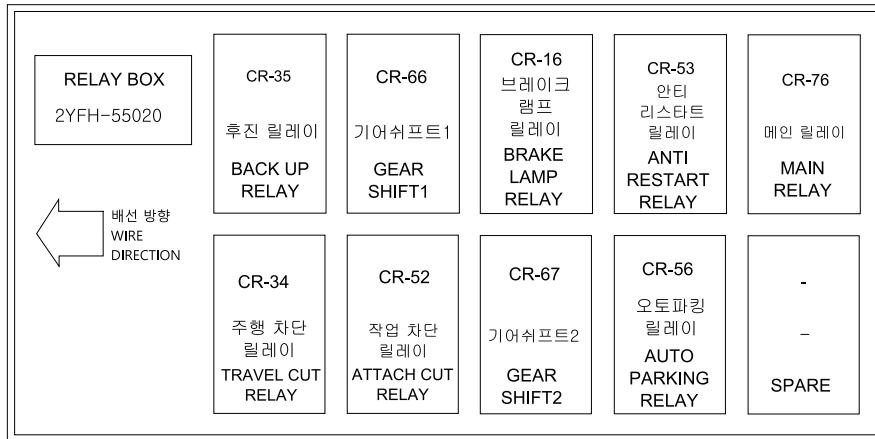 RELAY BOX
2YFH-55020
배선 방향
WIRE
DIRECTION
CR-35
후진 릴레이
BACK UP
RELAY
CR-66
기어쉬프트1
GEAR
SHIFT1
CR-16
브레이크
램프
릴레이
BRAKE
LAMP
RELAY
CR-53
안티
리스타트
릴레이
ANTI
RESTART
RELAY
CR-76
메인 릴레이
MAIN
RELAY
CR-34
주행 차단
릴레이
TRAVEL CUT
RELAY
CR-52
작업 차단
릴레이
ATTACH CUT
RELAY
CR-67
기어쉬프트2
GEAR
SHIFT2
CR-56
오토파킹
릴레이
AUTO
PARKING
RELAY
-
–
SPARE